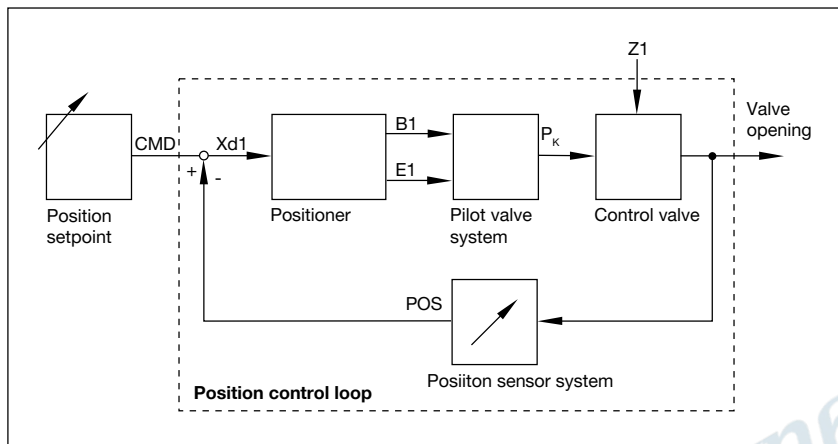 Z1
Valve
opening
CMD
Xd1
B1
P_K
+
-
E1
Position
setpoint
Positioner
Pilot valve
system
Control valve
POS
Posiiton sensor system
Position control loop